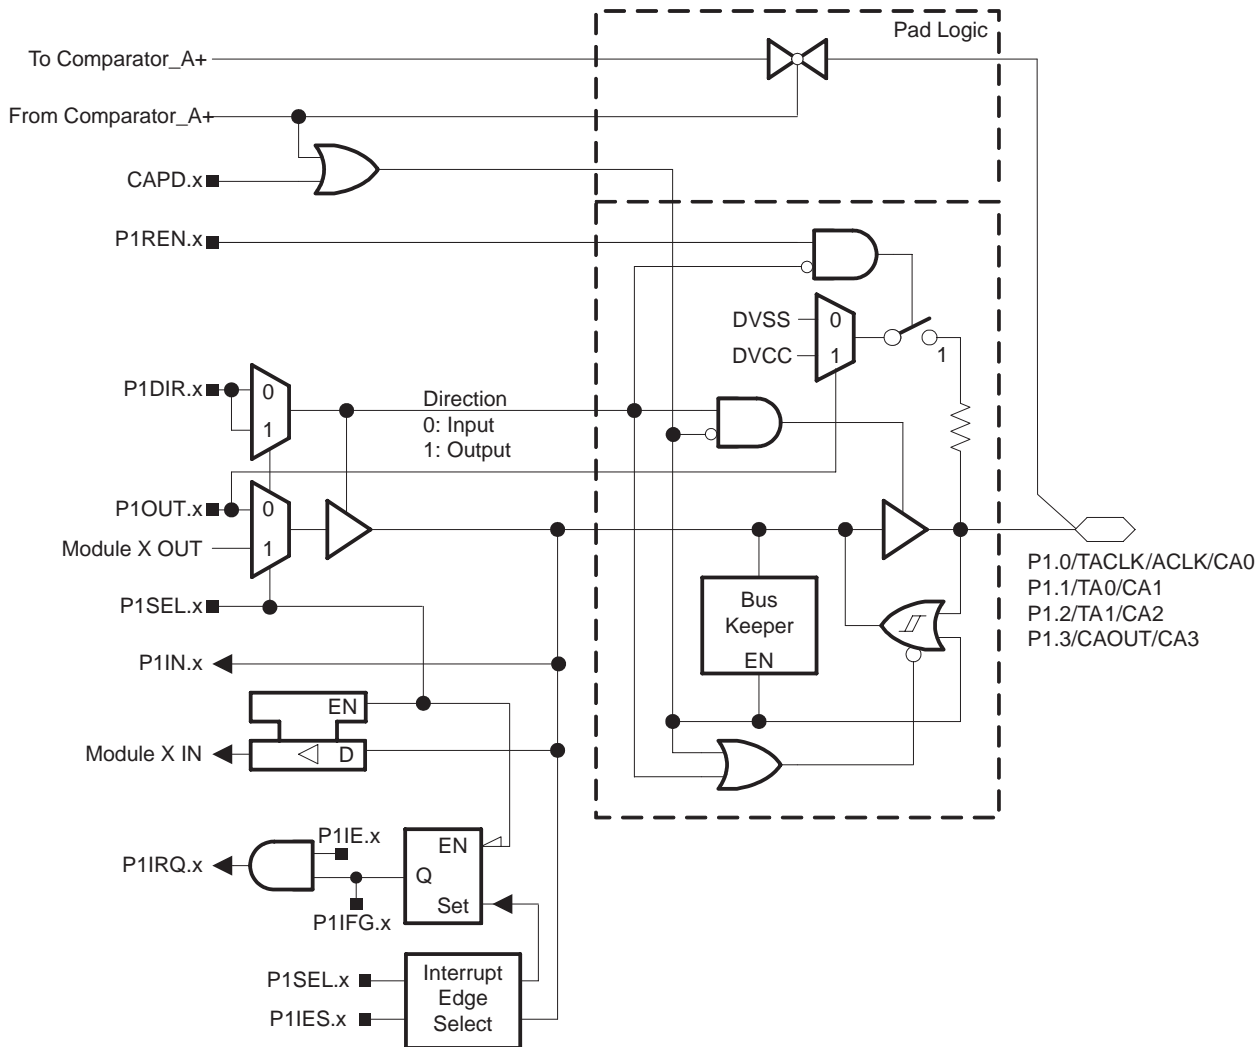 Pad Logic
To Comparator_A+
From Comparator_A+
CAPD.x
P1REN.x
DVSS
0
DVCC
1
1
P1DIR.x
0
1
Direction
0: Input
1: Output
P1OUT.x
0
Module X OUT
1
P1SEL.x
P1.0/TACLK/ACLK/CA0
P1.1/TA0/CA1
P1.2/TA1/CA2
P1.3/CAOUT/CA3
Bus
Keeper
EN
P1IN.x
EN
Module X IN
D
P1IE.x
P1IRQ.x
EN
Q
Set
P1IFG.x
P1SEL.x
P1IES.x
Interrupt
Edge
Select